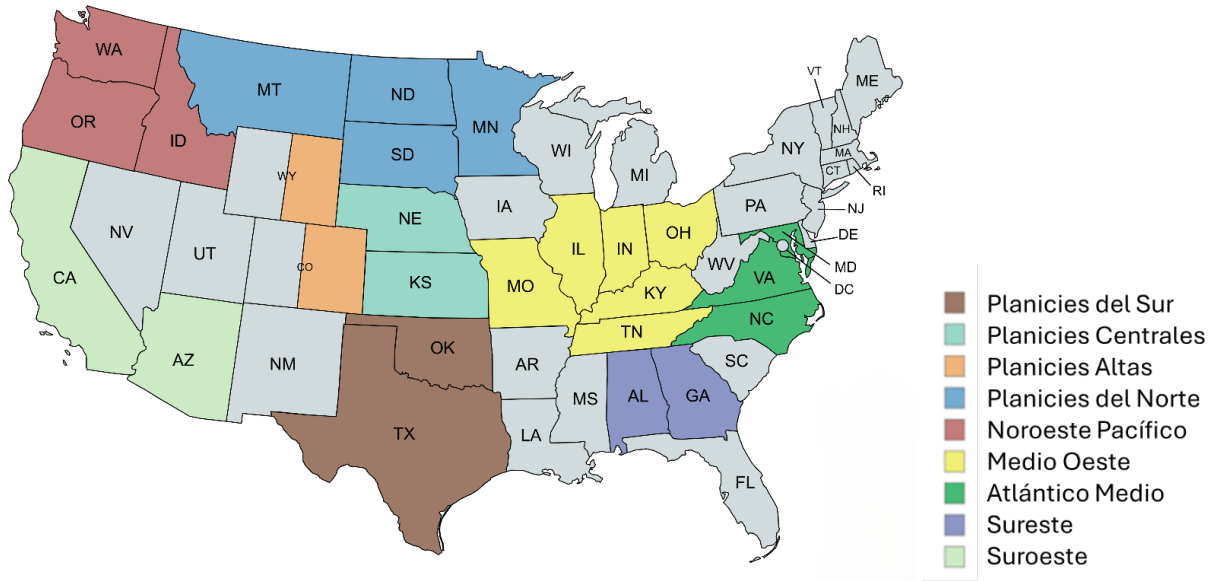 WA
OR
ID
MT
ND
SD
MN
WY
NE
KS
CO
CA
NV
UT
AZ
NM
OK
TX
IA
MO
AR
LA
WI
IL
IN
MI
OH
KY
TN
MS
AL
GA
FL
SC
NC
VA
WV
PA
NY
VT
ME
NH
MA
CT
RI
NJ
DE
MD
DC
Planicies del Sur
Planicies Centrales
Planicies Altas
Planicies del Norte
Noroeste Pacífico
Medio Oeste
Atlántico Medio
Sureste
Suroeste